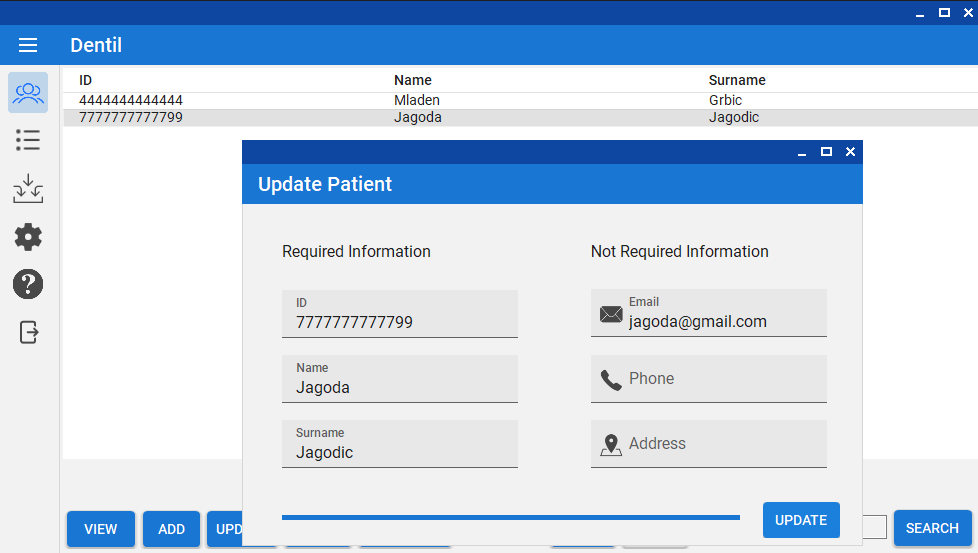 Dentil
ID Name Surname
4444444444444 Mladen Grbic
7777777777799 Jagoda Jagodic
Update Patient
Required Information
Not Required Information
ID
7777777777799
Name
Jagoda
Surname
Jagodic
Email
jagoda@gmail.com
Phone
Address
UPDATE
VIEW ADD UPD SEARCH